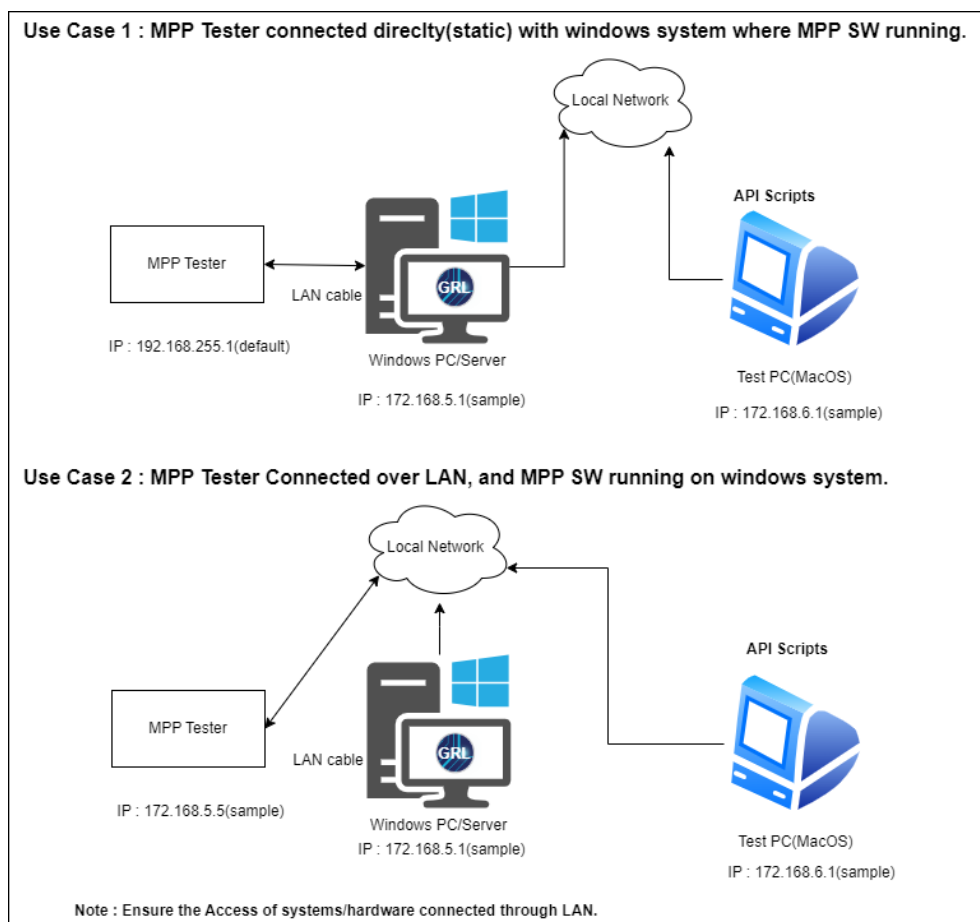 Use Case 1 : MPP Tester connected direclty(static) with windows system where MPP SW running.
Local Network
API Scripts
MPP Tester
LAN cable
GRL
IP : 192.168.255.1(default)
Windows PC/Server
IP : 172.168.5.1(sample)
Test PC(MacOS)
IP : 172.168.6.1(sample)
Use Case 2 : MPP Tester Connected over LAN, and MPP SW running on windows system.
Local Network
API Scripts
MPP Tester
LAN cable
GRL
IP : 172.168.5.5(sample)
Windows PC/Server
IP : 172.168.5.1(sample)
Test PC(MacOS)
IP : 172.168.6.1(sample)
Note : Ensure the Access of systems/hardware connected through LAN.